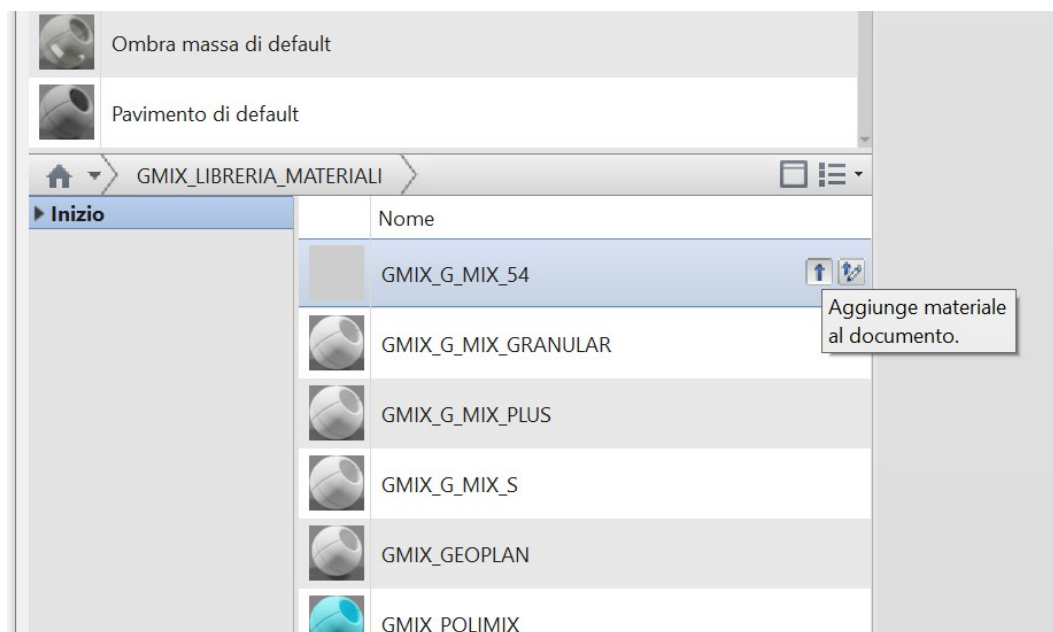 Ombra massa di default
Pavimento di default
GMIX_LIBRERIA_MATERIALI
Inizio
Nome
GMIX_G_MIX_54
Aggiunge materiale
al documento.
GMIX_G_MIX_GRANULAR
GMIX_G_MIX_PLUS
GMIX_G_MIX_S
GMIX_GEOPLAN
GMIX_POLIMIX